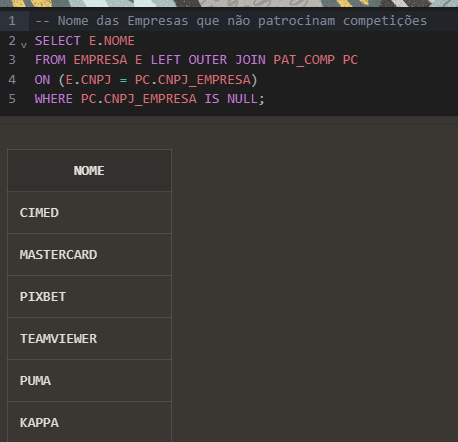 1 -- Nome das Empresas que não patrocinam competições
2 SELECT E.NOME
3 FROM EMPRESA E LEFT OUTER JOIN PAT_COMP PC
4 ON (E.CNPJ = PC.CNPJ_EMPRESA)
5 WHERE PC.CNPJ_EMPRESA IS NULL;
NOME
CIMED
MASTERCARD
PIXBET
TEAMVIEWER
PUMA
KAPPA